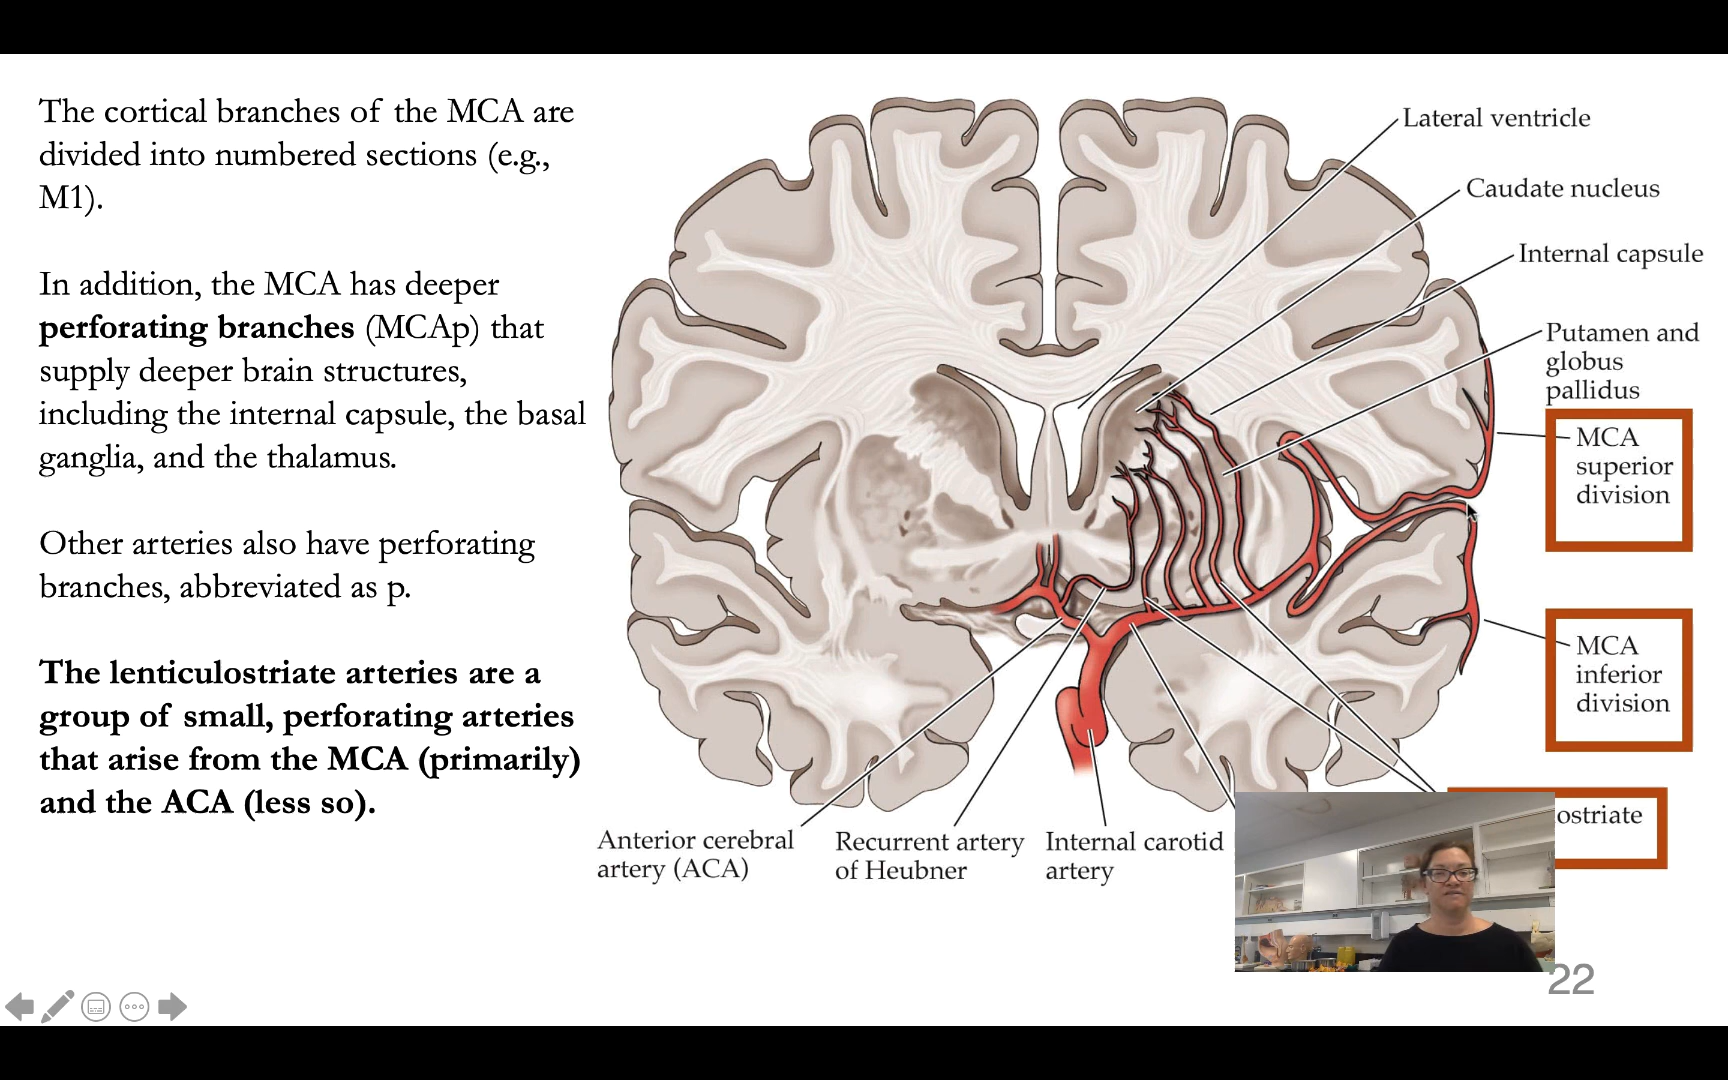 The cortical branches of the MCA are
divided into numbered sections (e.g.,
M1).
In addition, the MCA has deeper
perforating branches (MCAp) that
supply deeper brain structures,
including the internal capsule, the basal
ganglia, and the thalamus.
Other arteries also have perforating
branches, abbreviated as p.
The lenticulostriate arteries are a
group of small, perforating arteries
that arise from the MCA (primarily)
and the ACA (less so).
Lateral ventricle
Caudate nucleus
Internal capsule
Putamen and
globus
pallidus
MCA
superior
division
MCA
inferior
division
ostriate
Anterior cerebral
artery (ACA)
Recurrent artery
of Heubner
Internal carotid
artery
22